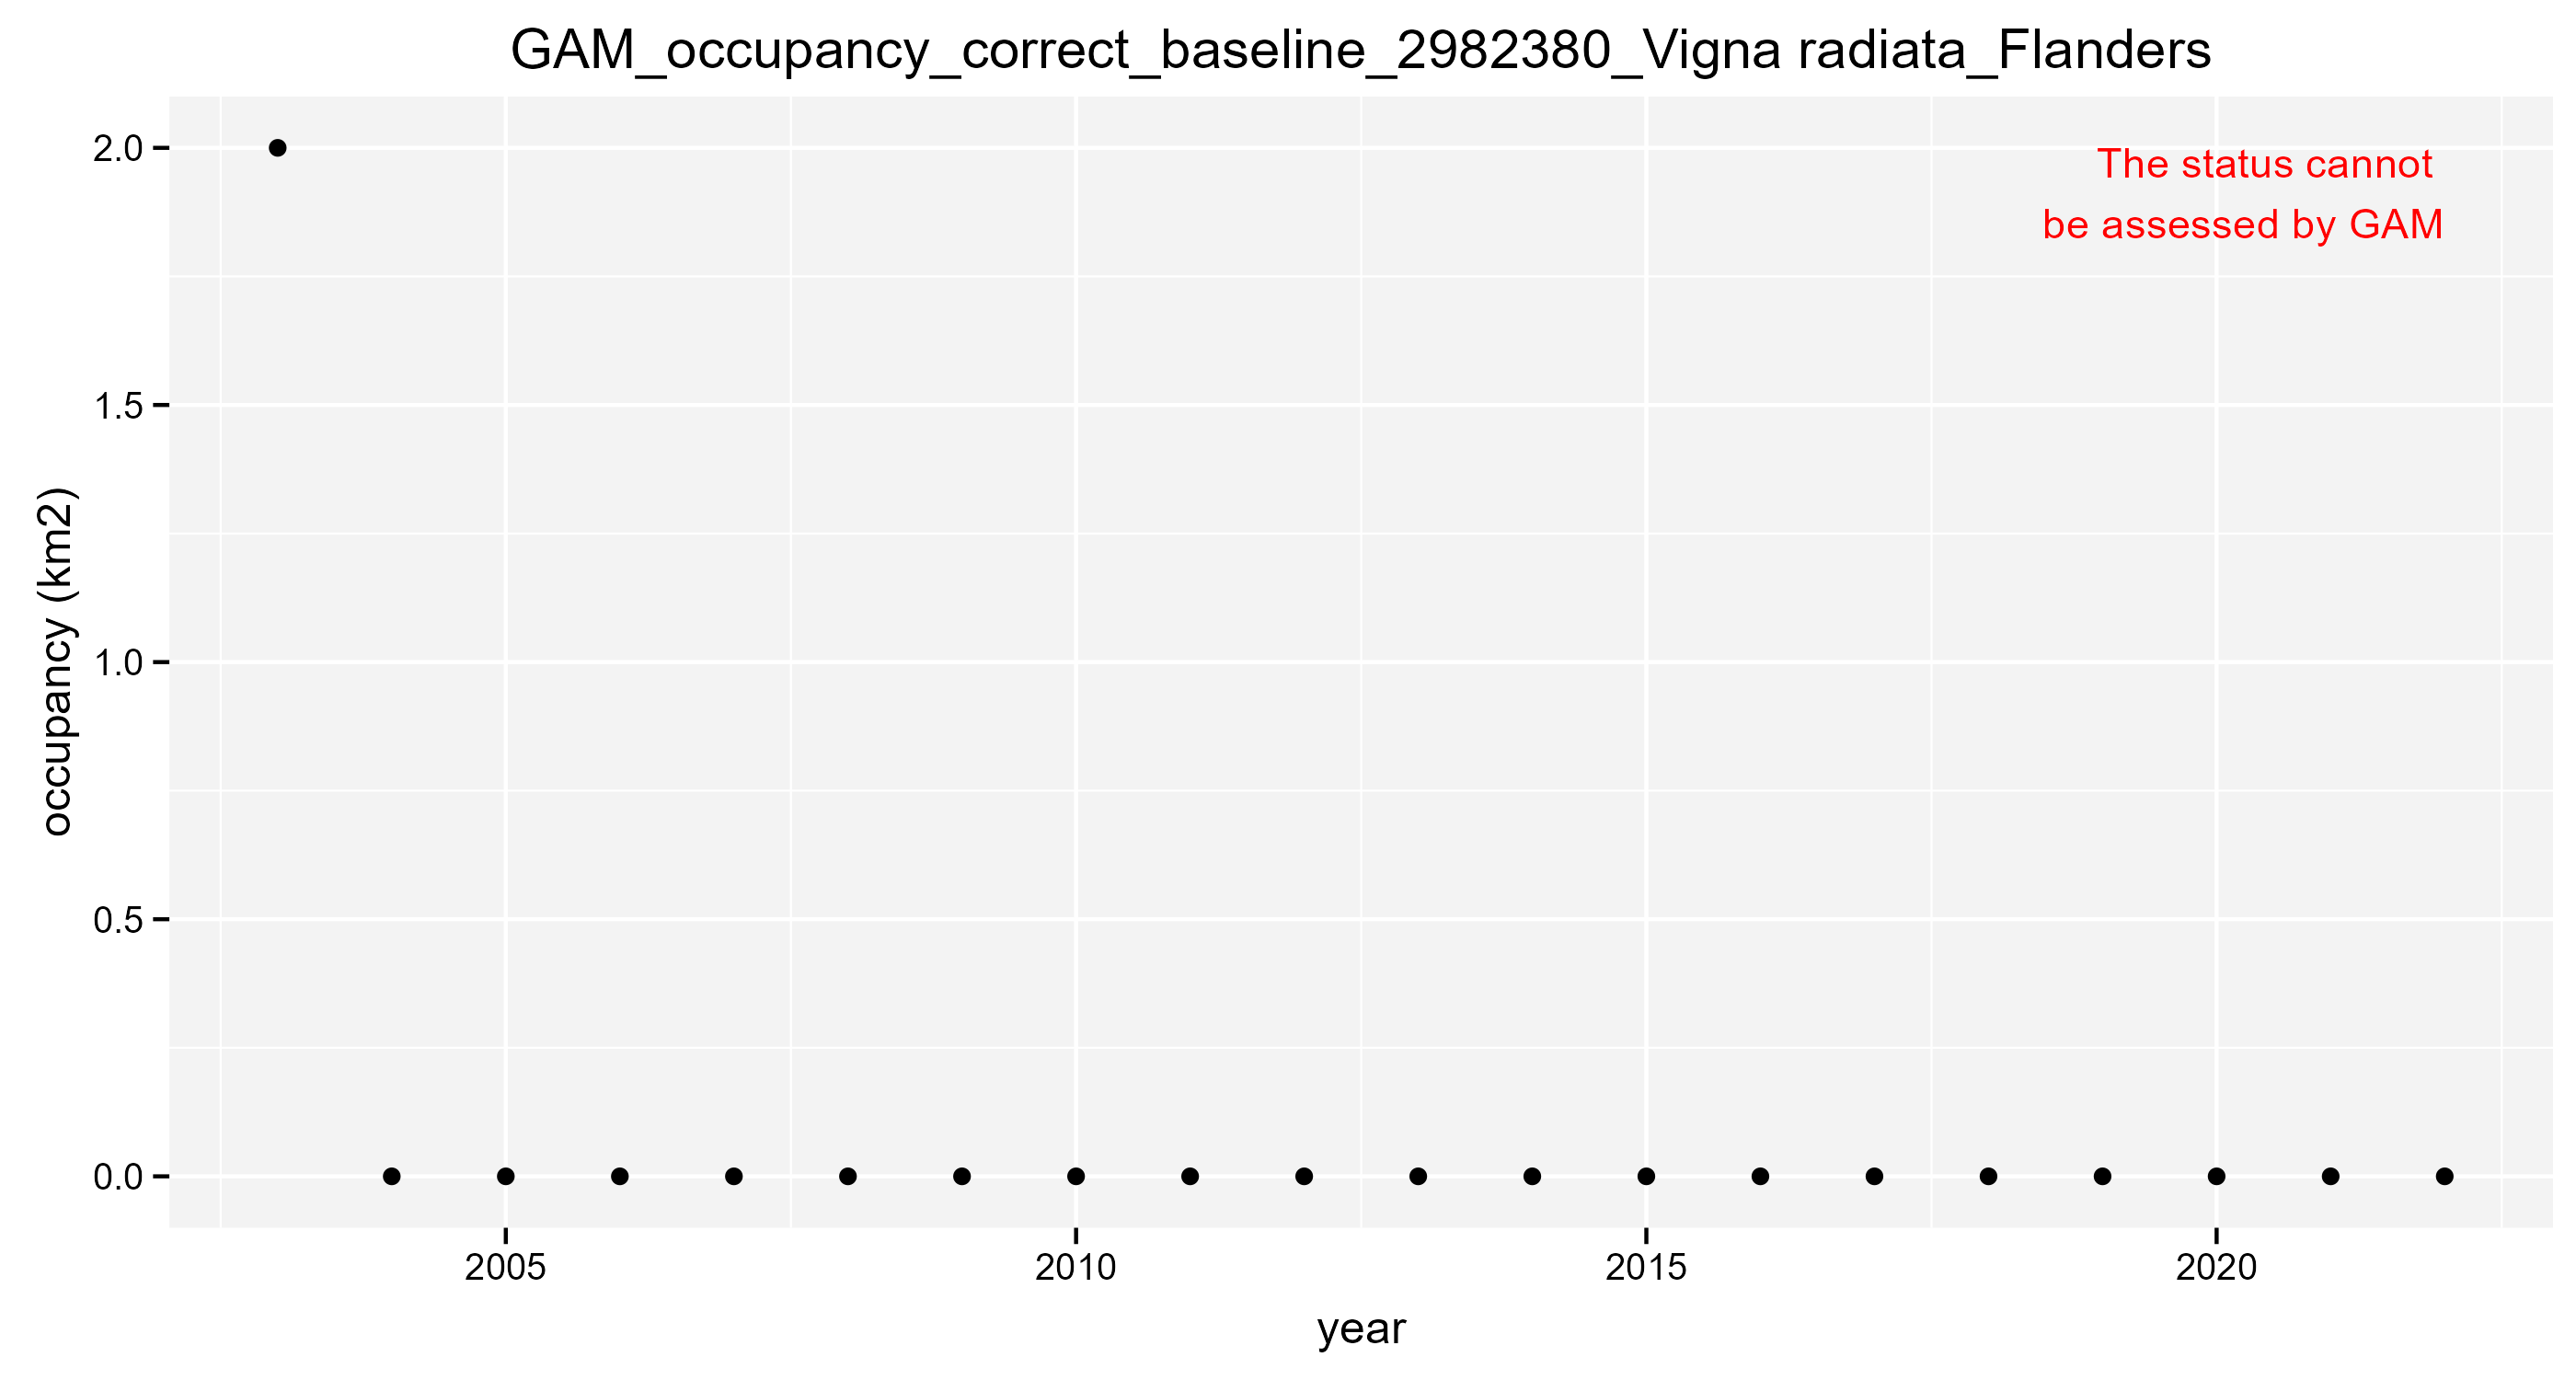 GAM_occupancy_correct_baseline_2982380_Vigna radiata_Flanders
The status cannot
be assessed by GAM
2.0
1.5
1.0
0.5
0.0
occupancy (km2)
2005
2010
2015
2020
year